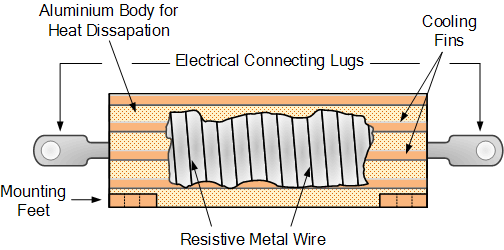 Aluminium Body for
Heat Dissapation
Cooling
Fins
Electrical Connecting Lugs
Mounting
Feet
Resistive Metal Wire